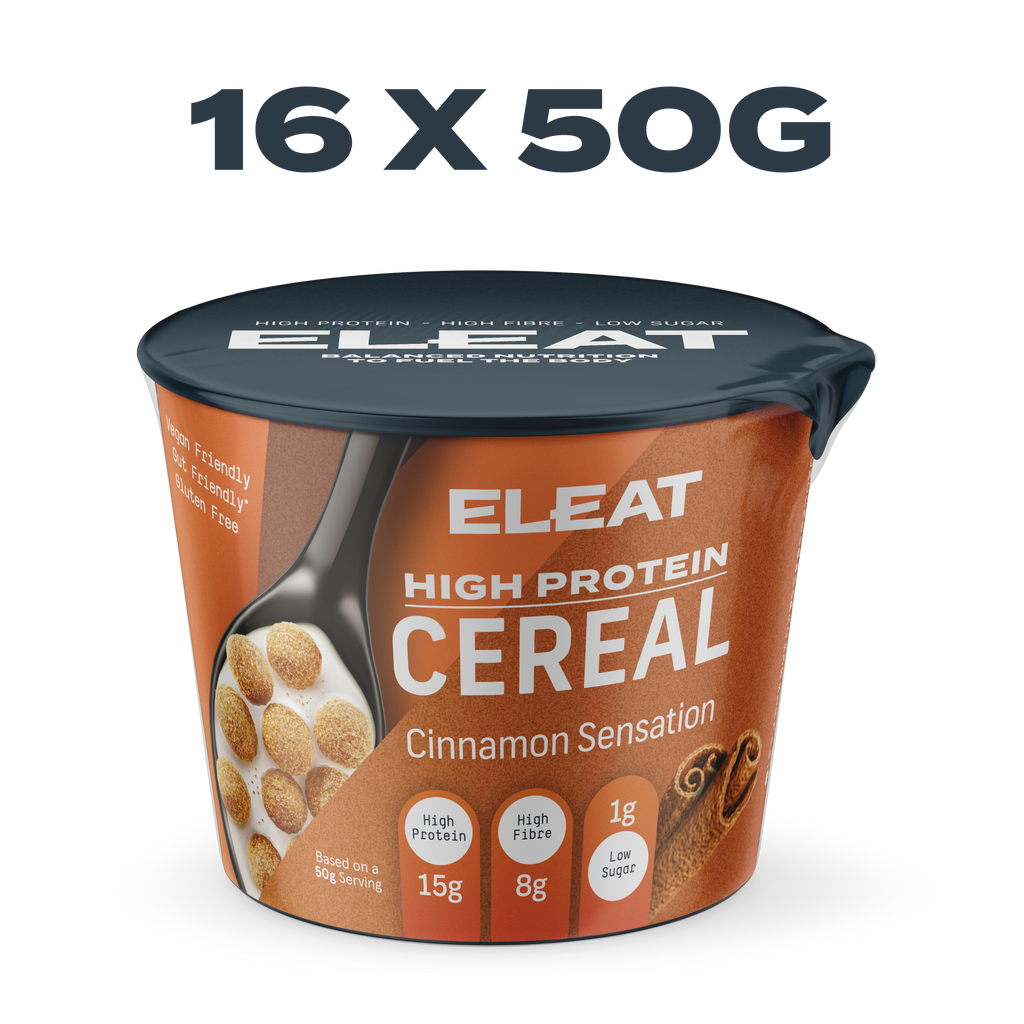 16 X 50G
HIGH PROTEIN - HIGH FIBRE - LOW SUGAR
ELEAT
BALANCED NUTRITION
TO FUEL THE BODY
Vegan Friendly
Gut Friendly*
Gluten Free
ELEAT
HIGH PROTEIN
CEREAL
Cinnamon Sensation
Based on a
50g Serving
High
Protein
15g
High
Fibre
8g
1g
Low
Sugar